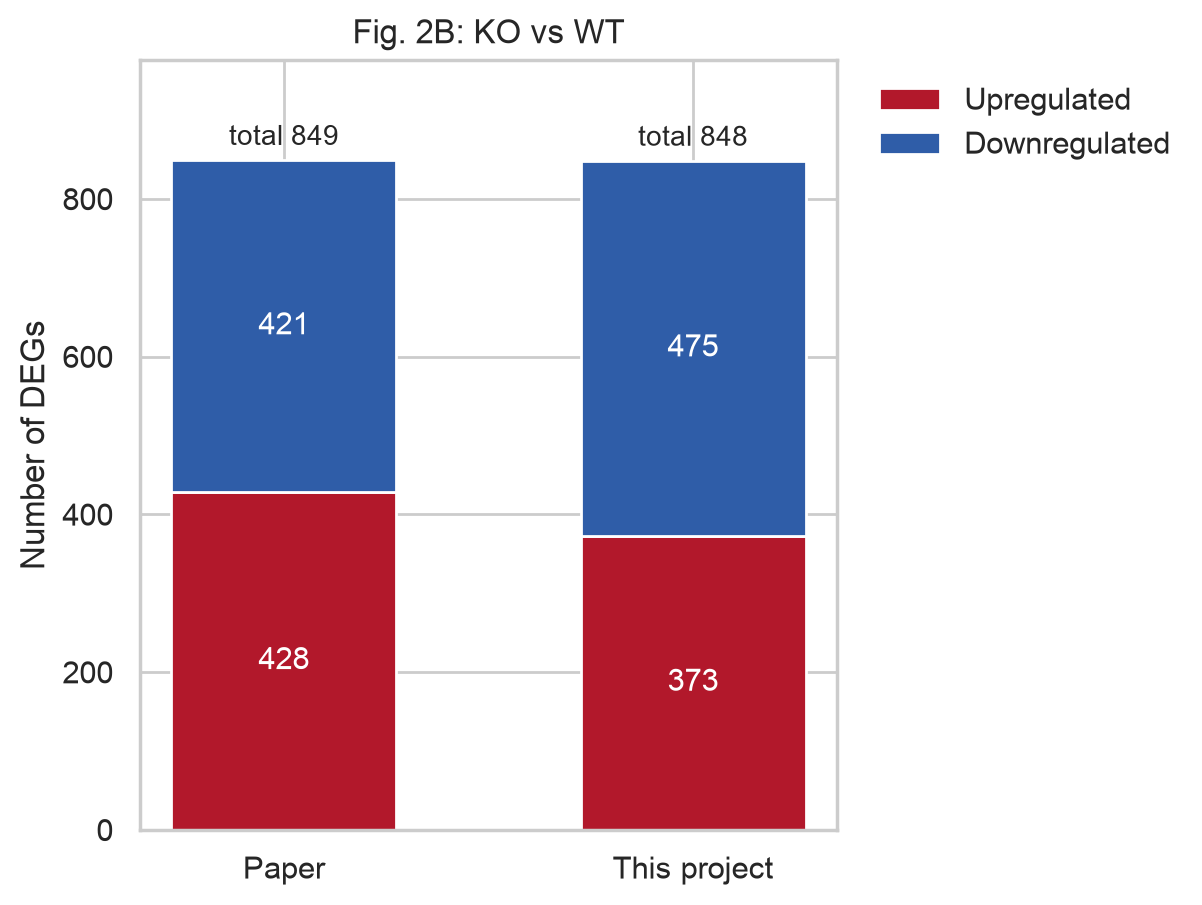 Fig. 2B: KO vs WT
Upregulated
Downregulated
total 849
total 848
Number of DEGs
800
600
400
200
0
421
475
428
373
Paper
This project